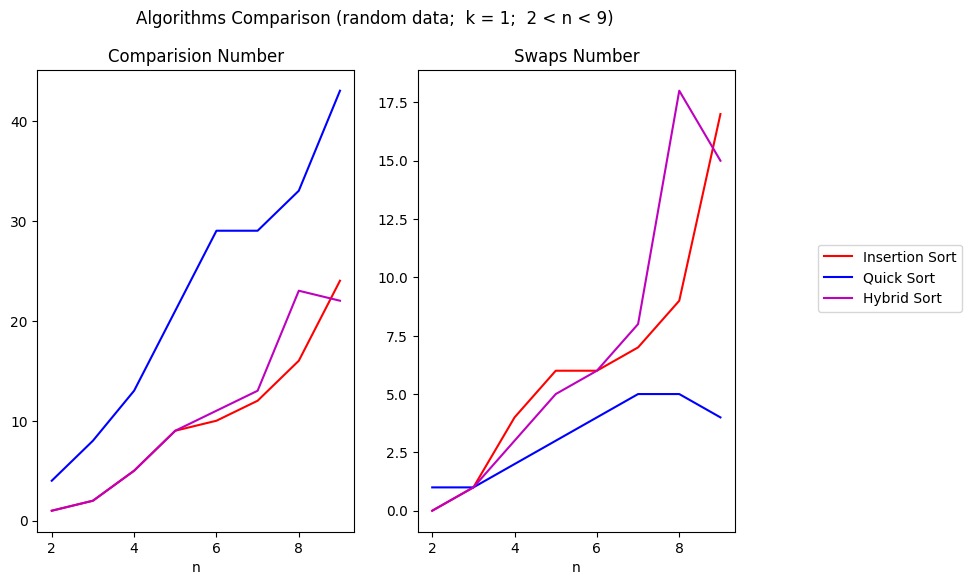 Algorithms Comparison (random data;  k = 1;  2 < n < 9)
Comparision Number
40
30
20
10
0
2 4 6 8
n
Swaps Number
17.5
15.0
12.5
10.0
7.5
5.0
2.5
0.0
2 4 6 8
n
Insertion Sort
Quick Sort
Hybrid Sort